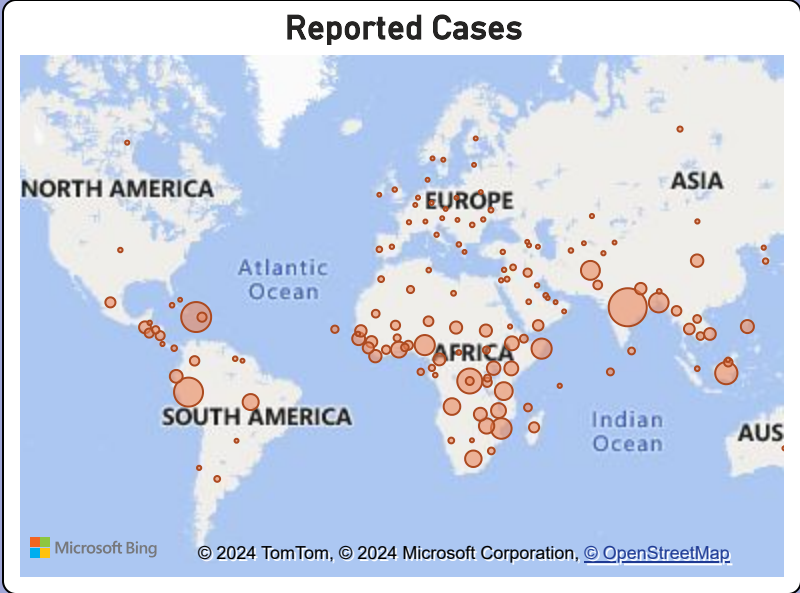 Reported Cases
NORTH AMERICA
EUROPE
ASIA
Atlantic
Ocean
AFRICA
SOUTH AMERICA
Indian
Ocean
AUS
Microsoft Bing
© 2024 TomTom, © 2024 Microsoft Corporation, © OpenStreetMap